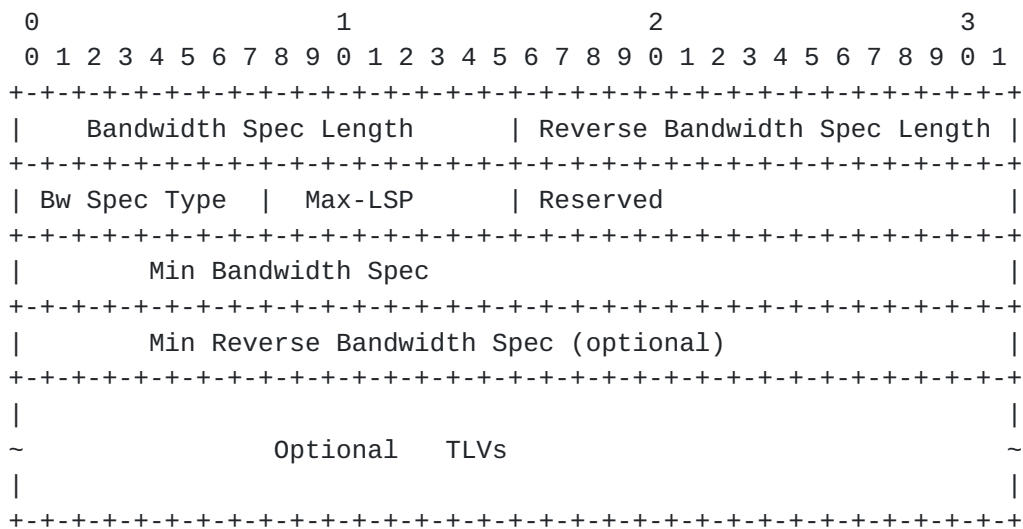 0                   1                   2                   3
 0 1 2 3 4 5 6 7 8 9 0 1 2 3 4 5 6 7 8 9 0 1 2 3 4 5 6 7 8 9 0 1
+-+-+-+-+-+-+-+-+-+-+-+-+-+-+-+-+-+-+-+-+-+-+-+-+-+-+-+-+-+-+-+-+
|    Bandwidth Spec Length      | Reverse Bandwidth Spec Length |
+-+-+-+-+-+-+-+-+-+-+-+-+-+-+-+-+-+-+-+-+-+-+-+-+-+-+-+-+-+-+-+-+
| Bw Spec Type  |  Max-LSP      | Reserved                      |
+-+-+-+-+-+-+-+-+-+-+-+-+-+-+-+-+-+-+-+-+-+-+-+-+-+-+-+-+-+-+-+-+
|        Min Bandwidth Spec                                     |
+-+-+-+-+-+-+-+-+-+-+-+-+-+-+-+-+-+-+-+-+-+-+-+-+-+-+-+-+-+-+-+-+
|        Min Reverse Bandwidth Spec (optional)                  |
+-+-+-+-+-+-+-+-+-+-+-+-+-+-+-+-+-+-+-+-+-+-+-+-+-+-+-+-+-+-+-+-+
|                                                               |
~                Optional   TLVs                                ~
|                                                               |
+-+-+-+-+-+-+-+-+-+-+-+-+-+-+-+-+-+-+-+-+-+-+-+-+-+-+-+-+-+-+-+-+